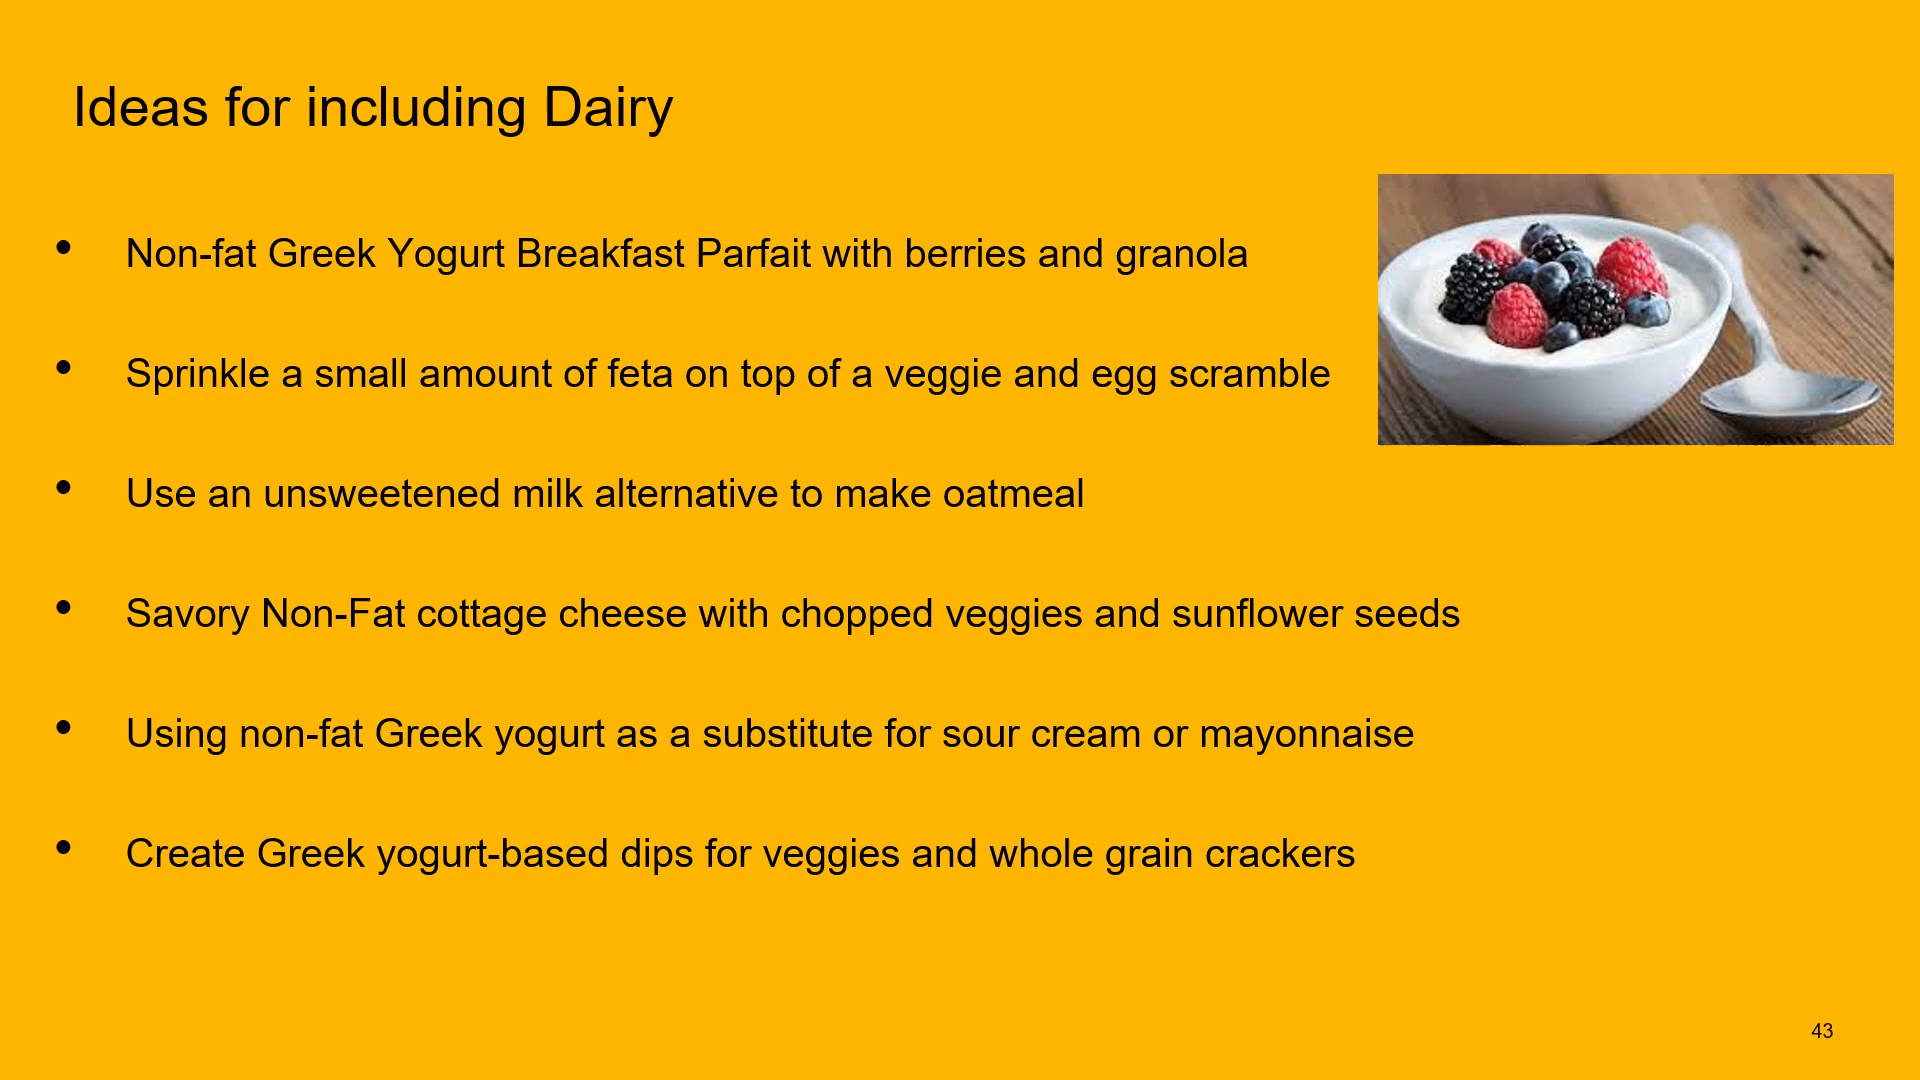 Ideas for including Dairy
• Non-fat Greek Yogurt Breakfast Parfait with berries and granola
• Sprinkle a small amount of feta on top of a veggie and egg scramble
• Use an unsweetened milk alternative to make oatmeal
• Savory Non-Fat cottage cheese with chopped veggies and sunflower seeds
• Using non-fat Greek yogurt as a substitute for sour cream or mayonnaise
• Create Greek yogurt-based dips for veggies and whole grain crackers
43